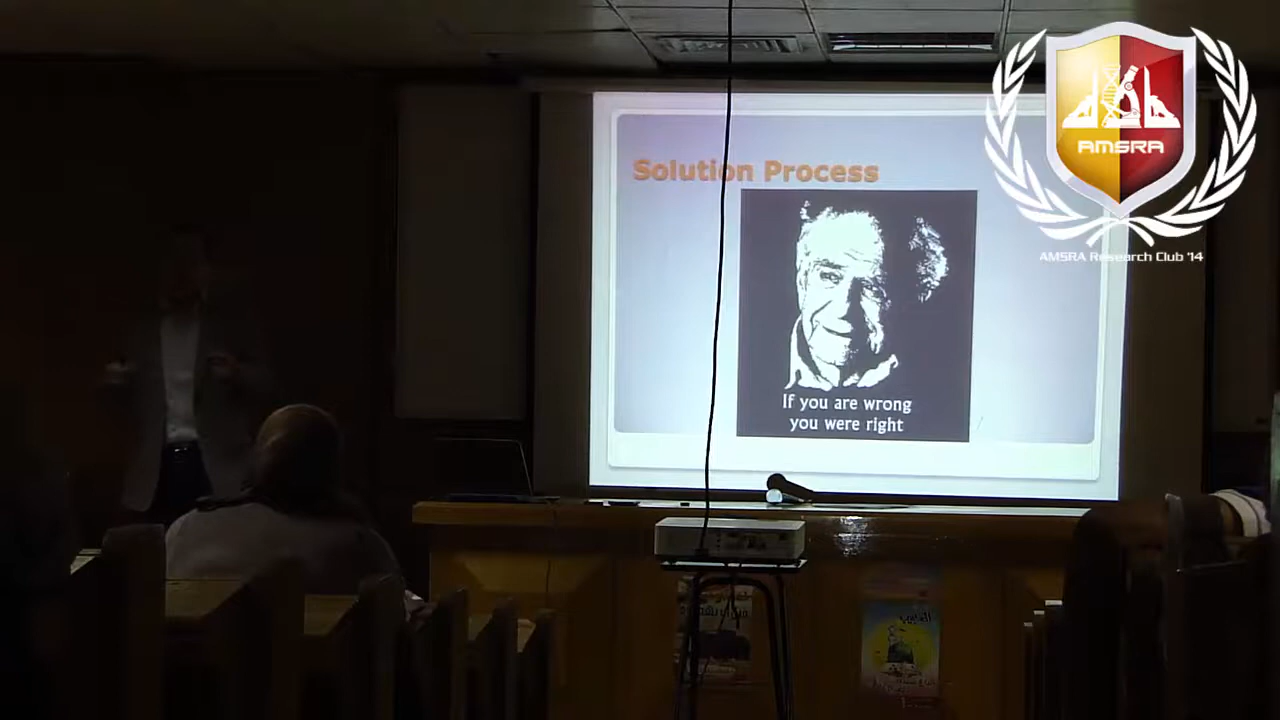 Solution Process
If you are wrong
you were right
AMSRA
AMSRA Research Club '14